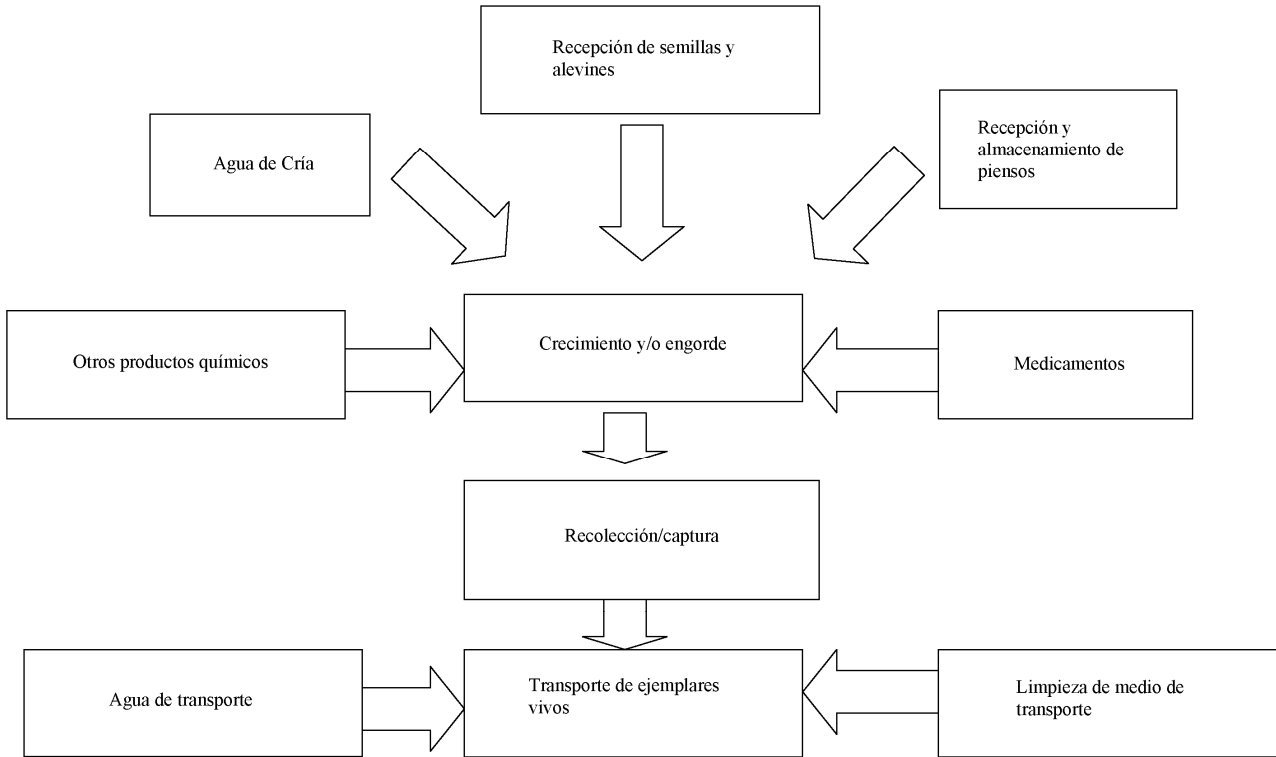 Recepción de semillas y
alevines
Agua de Cría
Recepción y
almacenamiento de
piensos
Otros productos químicos
Crecimiento y/o engorde
Medicamentos
Recolección/captura
Agua de transporte
Transporte de ejemplares
vivos
Limpieza de medio de
transporte